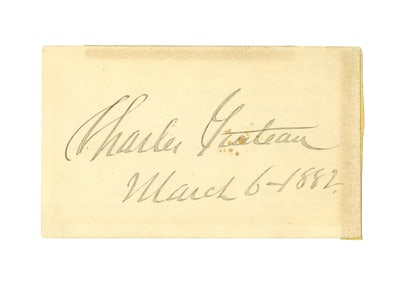 Charles Guiteau
March 6-1882.